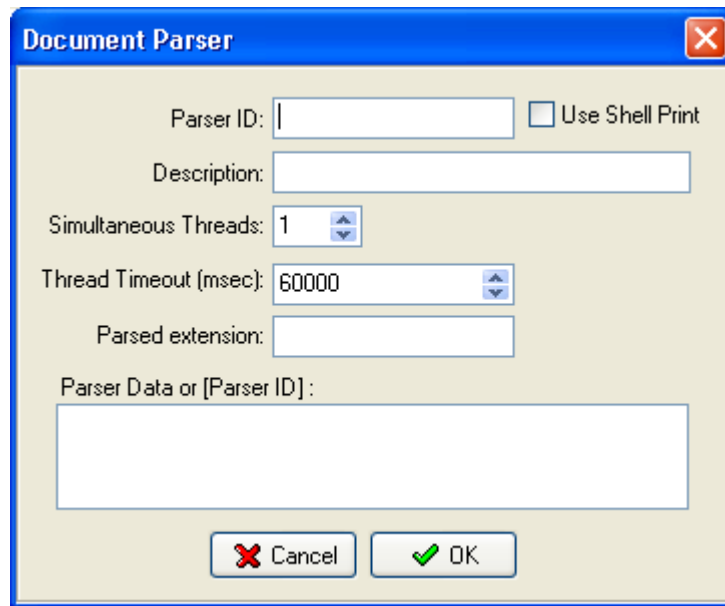 Document Parser
Parser ID: Use Shell Print
Description:
Simultaneous Threads: 1
Thread Timeout (msec): 60000
Parsed extension:
Parser Data or [Parser ID] :
Cancel OK